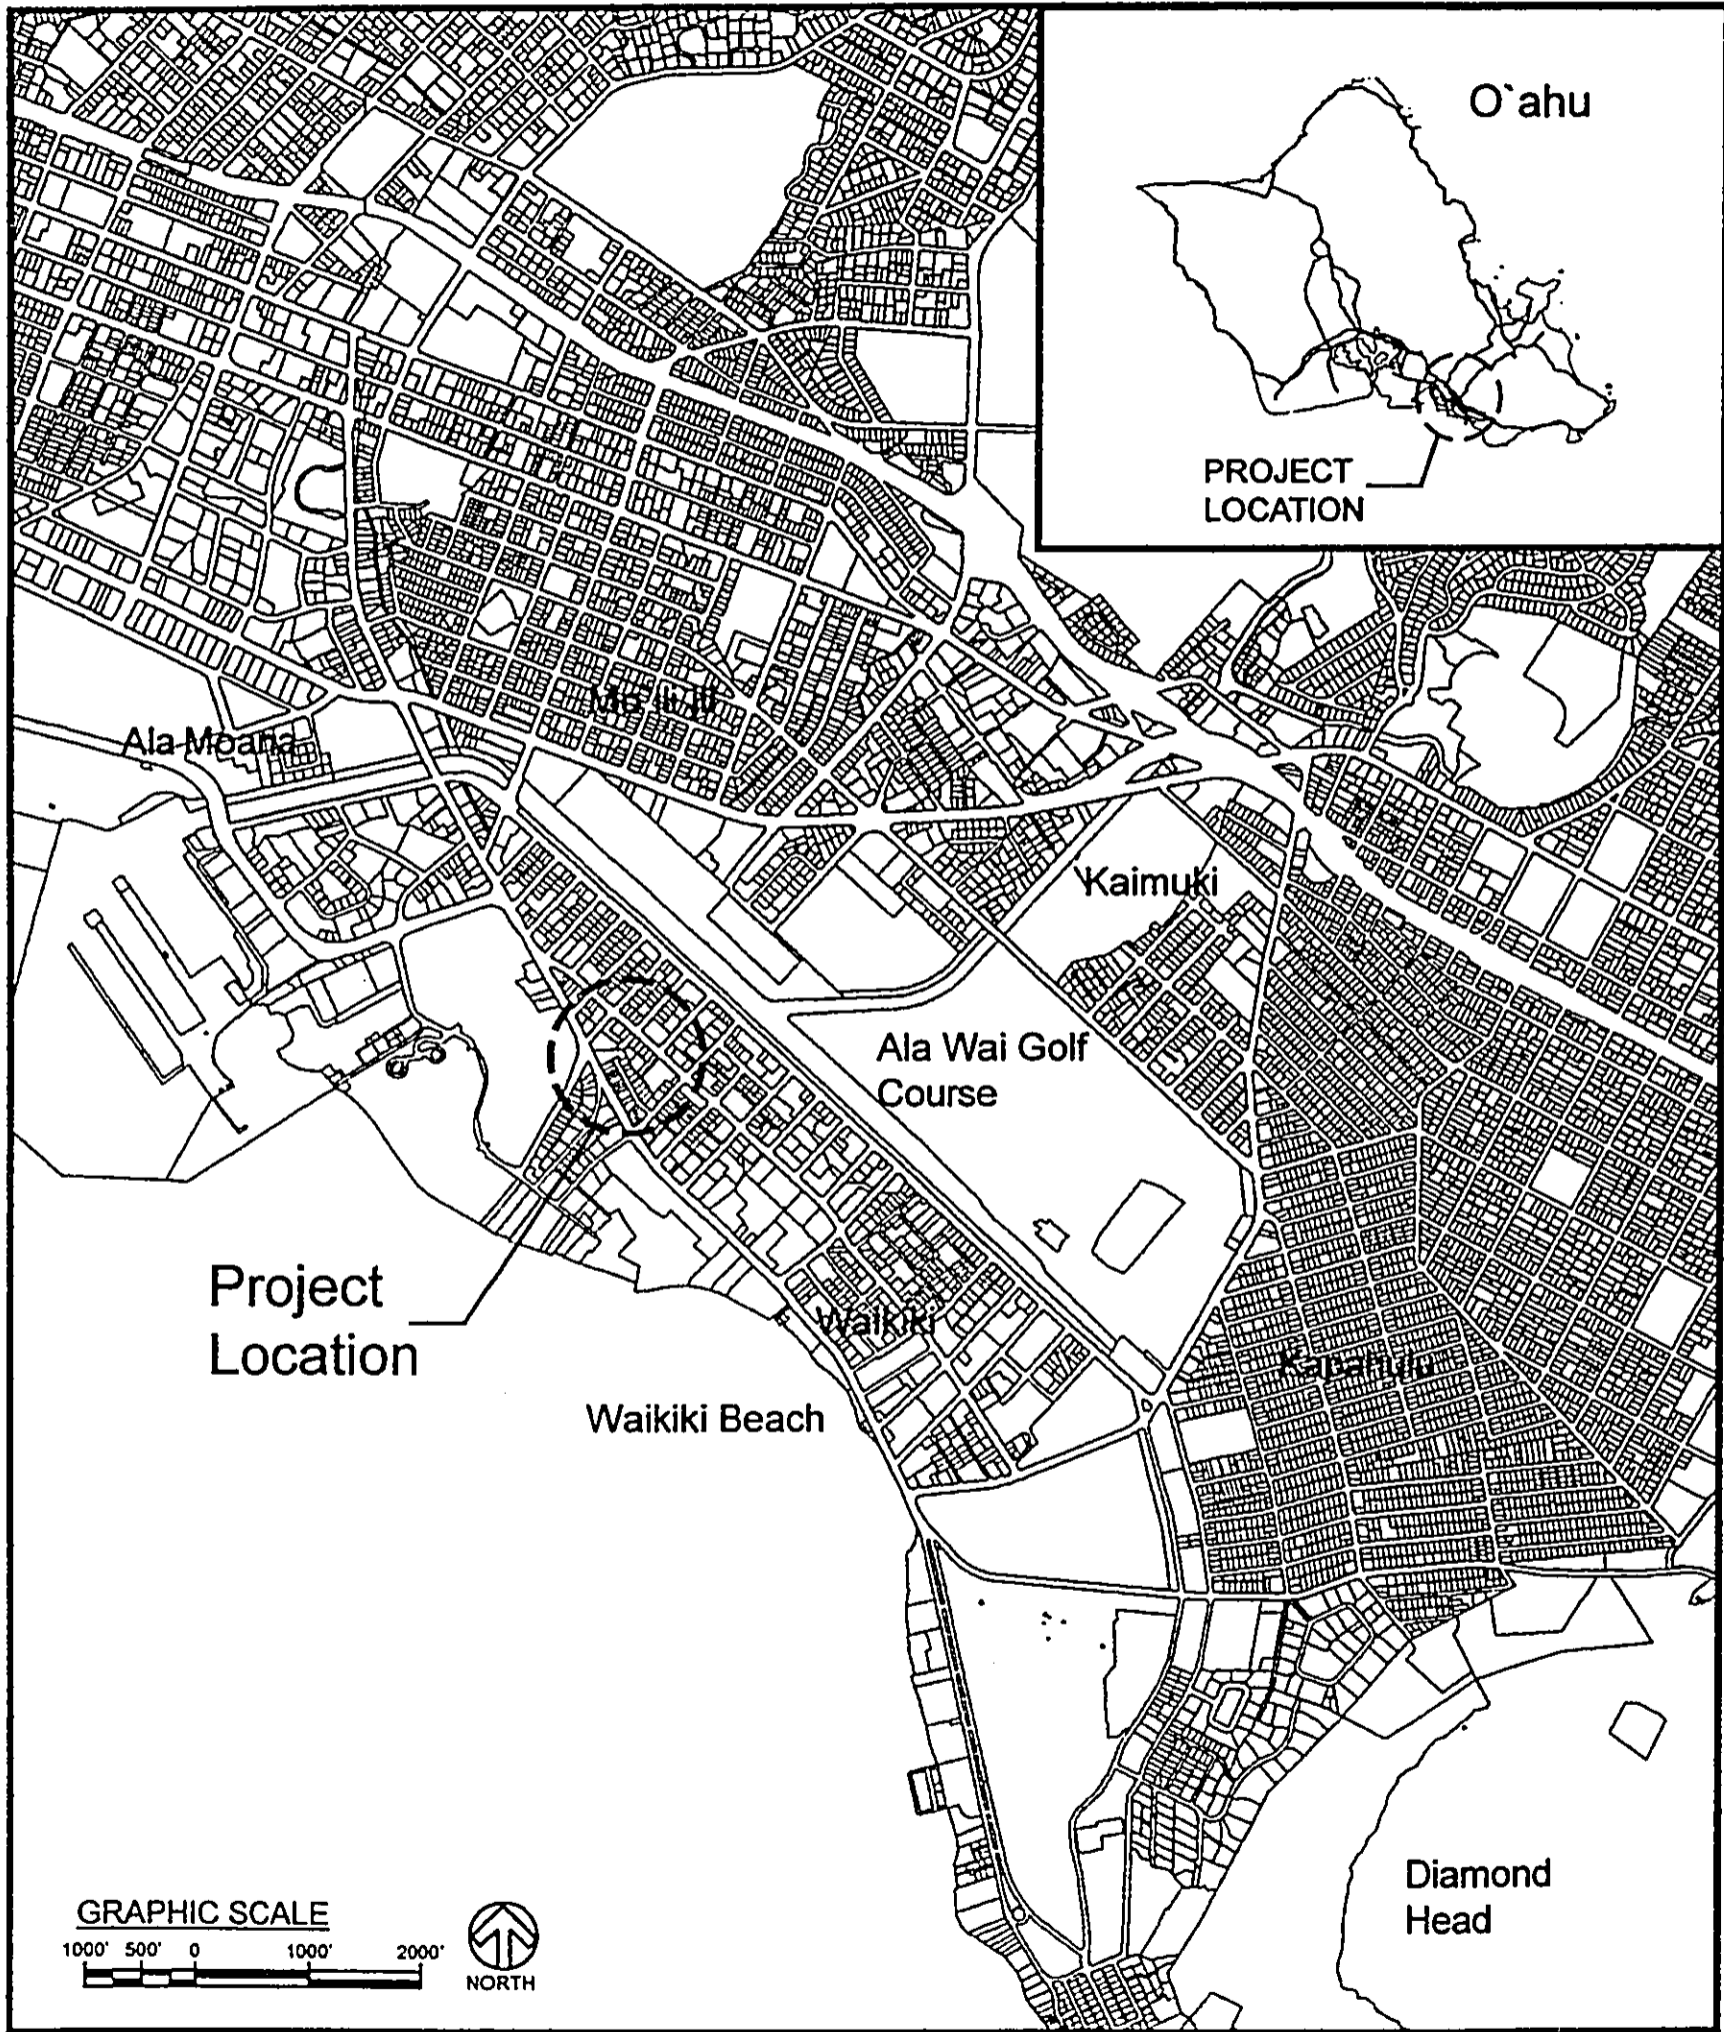 O`ahu
PROJECT
LOCATION
Mo`ili`ili
Ala Moana
`Kaimuki
Ala Wai Golf
Course
Project
Location
Waikiki
Kapahulu
Waikiki Beach
Diamond
Head
GRAPHIC SCALE
1000' 500' 0 1000' 2000'
NORTH